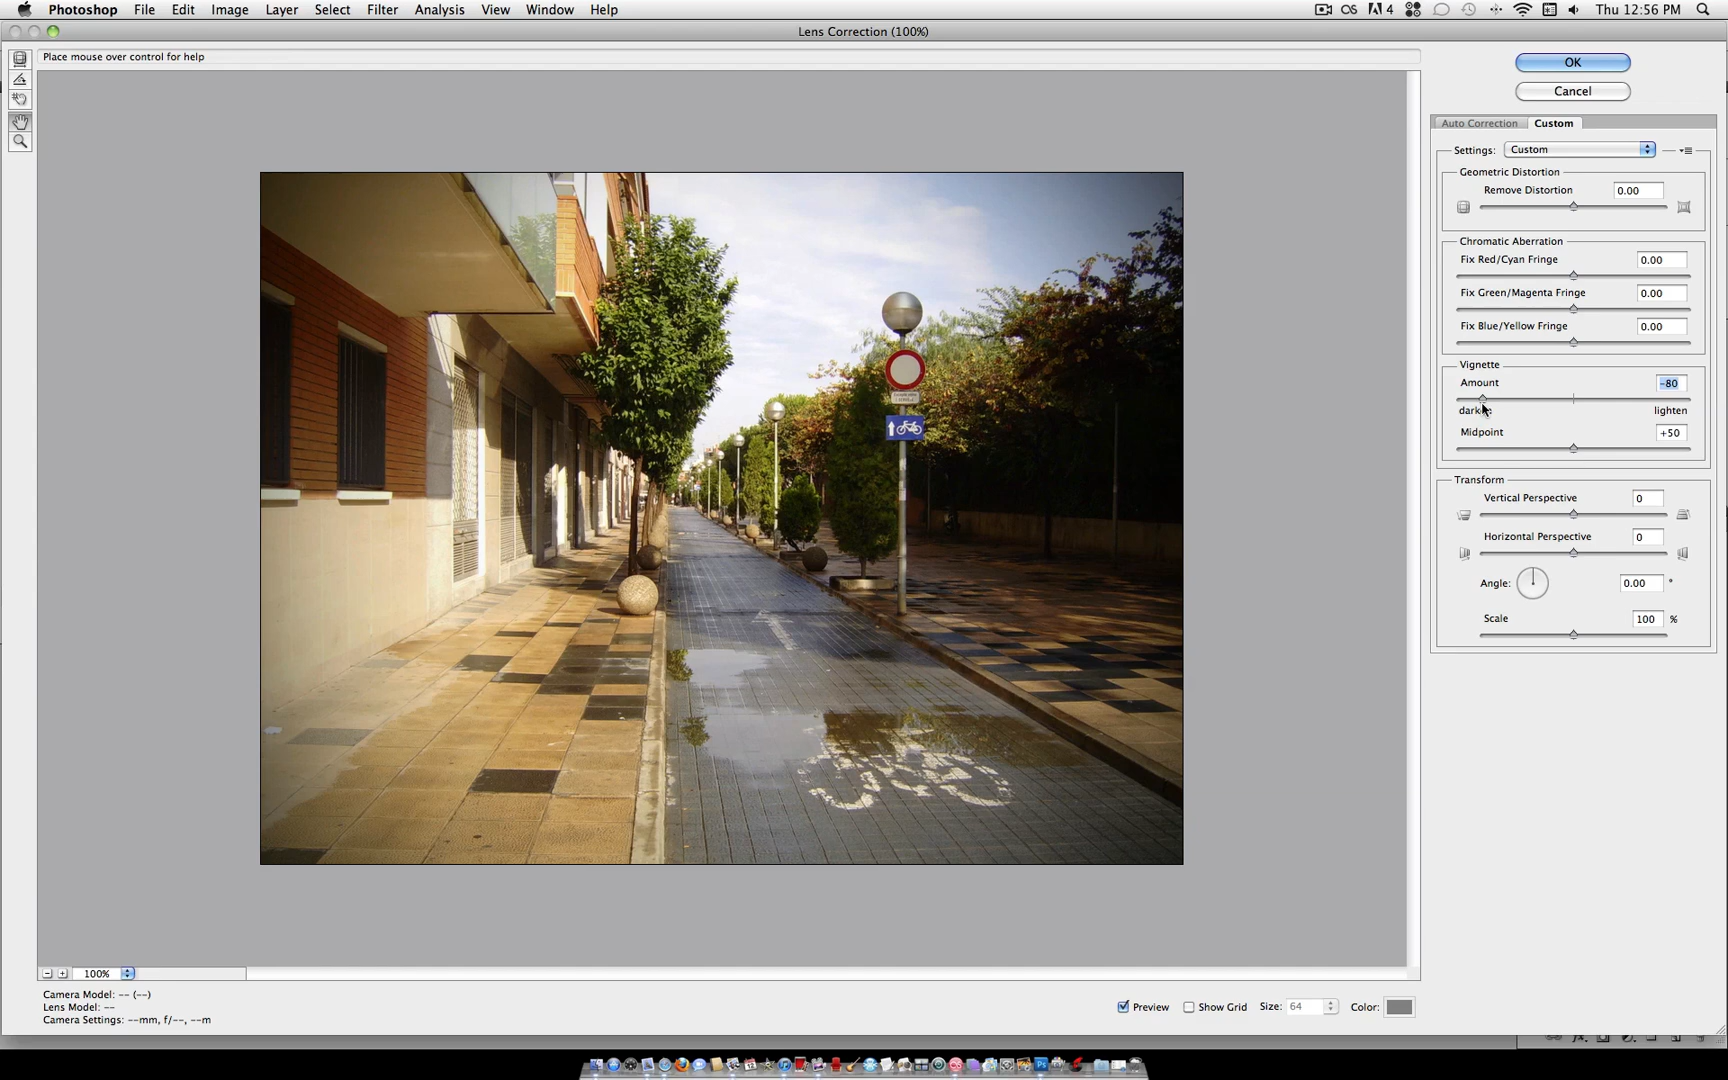 Photoshop File Edit Image Layer Select Filter Analysis View Window Help 4 Thu 12:56 PM
Lens Correction (100%)
Place mouse over control for help
OK
Cancel
Auto Correction Custom
Settings: Custom
Geometric Distortion
Remove Distortion 0.00
Chromatic Aberration
Fix Red/Cyan Fringe 0.00
Fix Green/Magenta Fringe 0.00
Fix Blue/Yellow Fringe 0.00
Vignette
Amount -80
lighten
Midpoint +50
Transform
Vertical Perspective 0
Horizontal Perspective 0
Angle: 0.00 °
Scale 100 %
100%
Camera Model: -- (--)
Lens Model: --
Camera Settings: --mm, f/--, --m
Preview Show Grid Size: 64 Color: